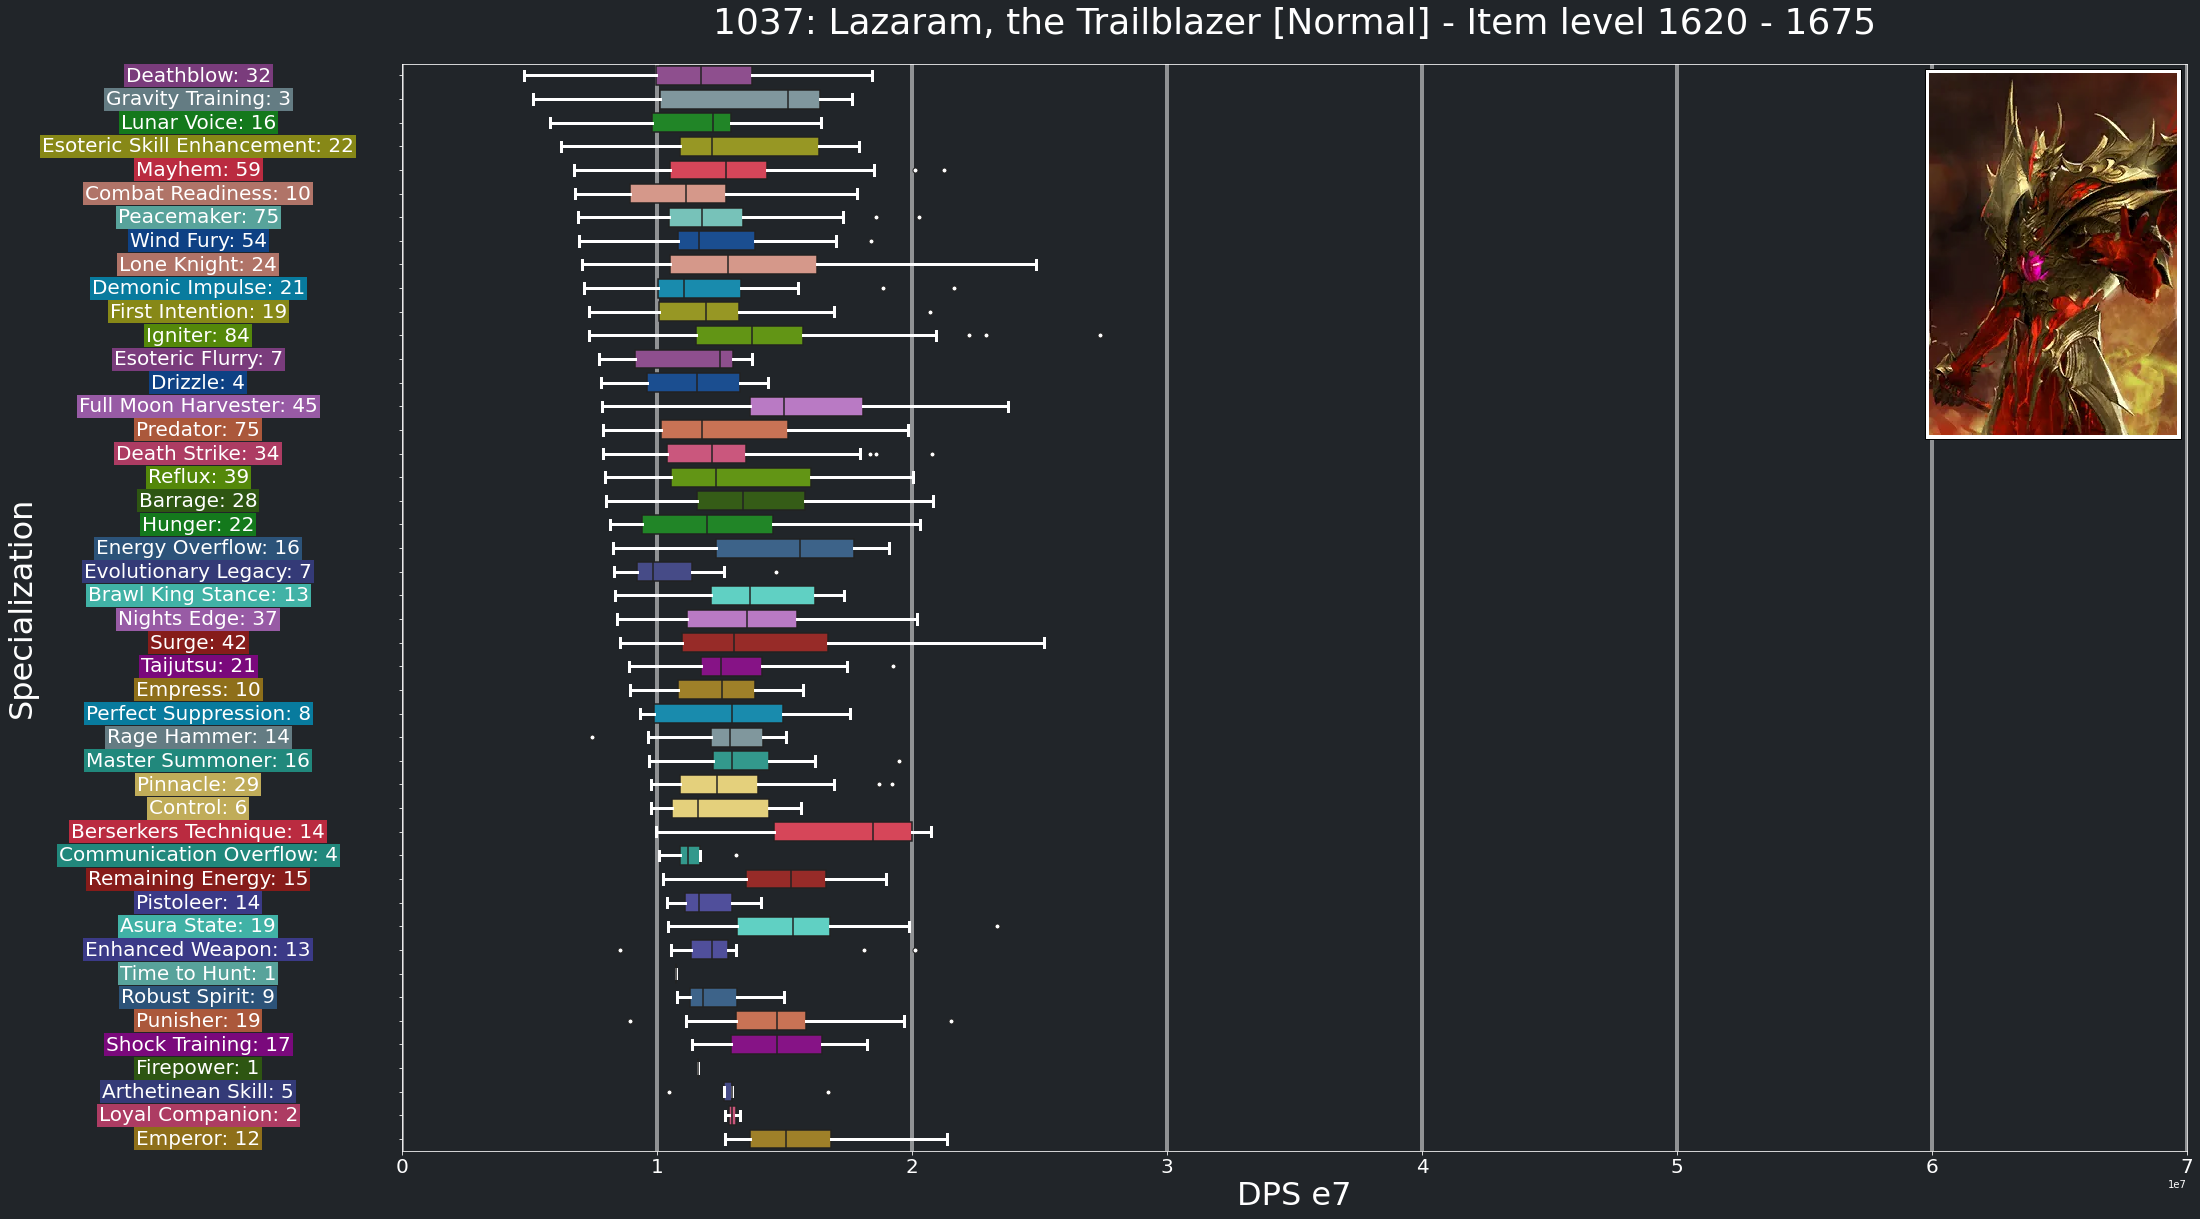 1037: Lazaram, the Trailblazer [Normal] - Item level 1620 - 1675
Specialization
Deathblow: 32
Gravity Training: 3
Lunar Voice: 16
Esoteric Skill Enhancement: 22
Mayhem: 59
Combat Readiness: 10
Peacemaker: 75
Wind Fury: 54
Lone Knight: 24
Demonic Impulse: 21
First Intention: 19
Igniter: 84
Esoteric Flurry: 7
Drizzle: 4
Full Moon Harvester: 45
Predator: 75
Death Strike: 34
Reflux: 39
Barrage: 28
Hunger: 22
Energy Overflow: 16
Evolutionary Legacy: 7
Brawl King Stance: 13
Nights Edge: 37
Surge: 42
Taijutsu: 21
Empress: 10
Perfect Suppression: 8
Rage Hammer: 14
Master Summoner: 16
Pinnacle: 29
Control: 6
Berserkers Technique: 14
Communication Overflow: 4
Remaining Energy: 15
Pistoleer: 14
Asura State: 19
Enhanced Weapon: 13
Time to Hunt: 1
Robust Spirit: 9
Punisher: 19
Shock Training: 17
Firepower: 1
Arthetinean Skill: 5
Loyal Companion: 2
Emperor: 12
0 1 2 3 4 5 6 7
DPS e7
1e7